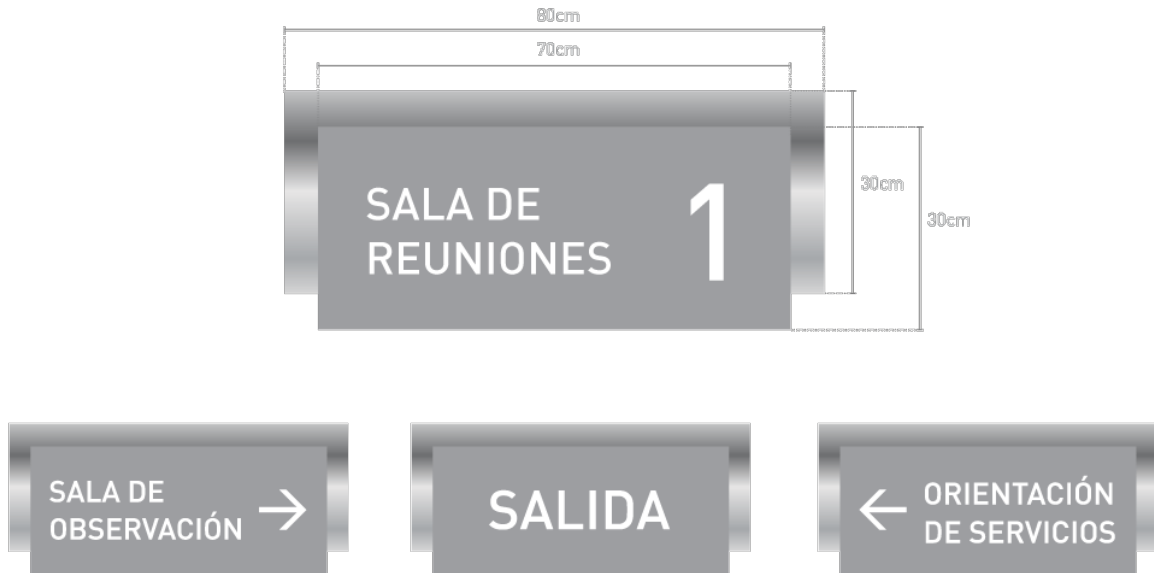 80cm
70cm
SALA DE
REUNIONES
1
30cm
30cm
SALA DE
OBSERVACIÓN →
SALIDA
← ORIENTACIÓN
DE SERVICIOS